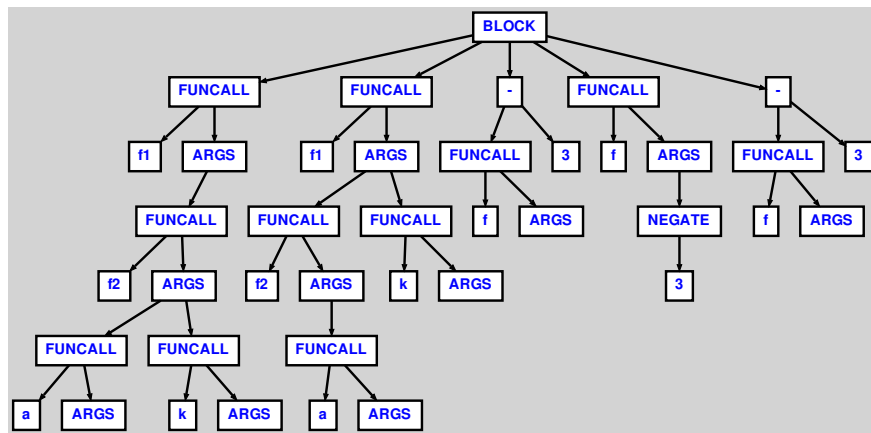 BLOCK
FUNCALL FUNCALL - FUNCALL -
f1 ARGS f1 ARGS FUNCALL 3 f ARGS FUNCALL 3
FUNCALL FUNCALL FUNCALL f ARGS NEGATE f ARGS
f2 ARGS f2 ARGS k ARGS 3
FUNCALL FUNCALL FUNCALL
a ARGS k ARGS a ARGS